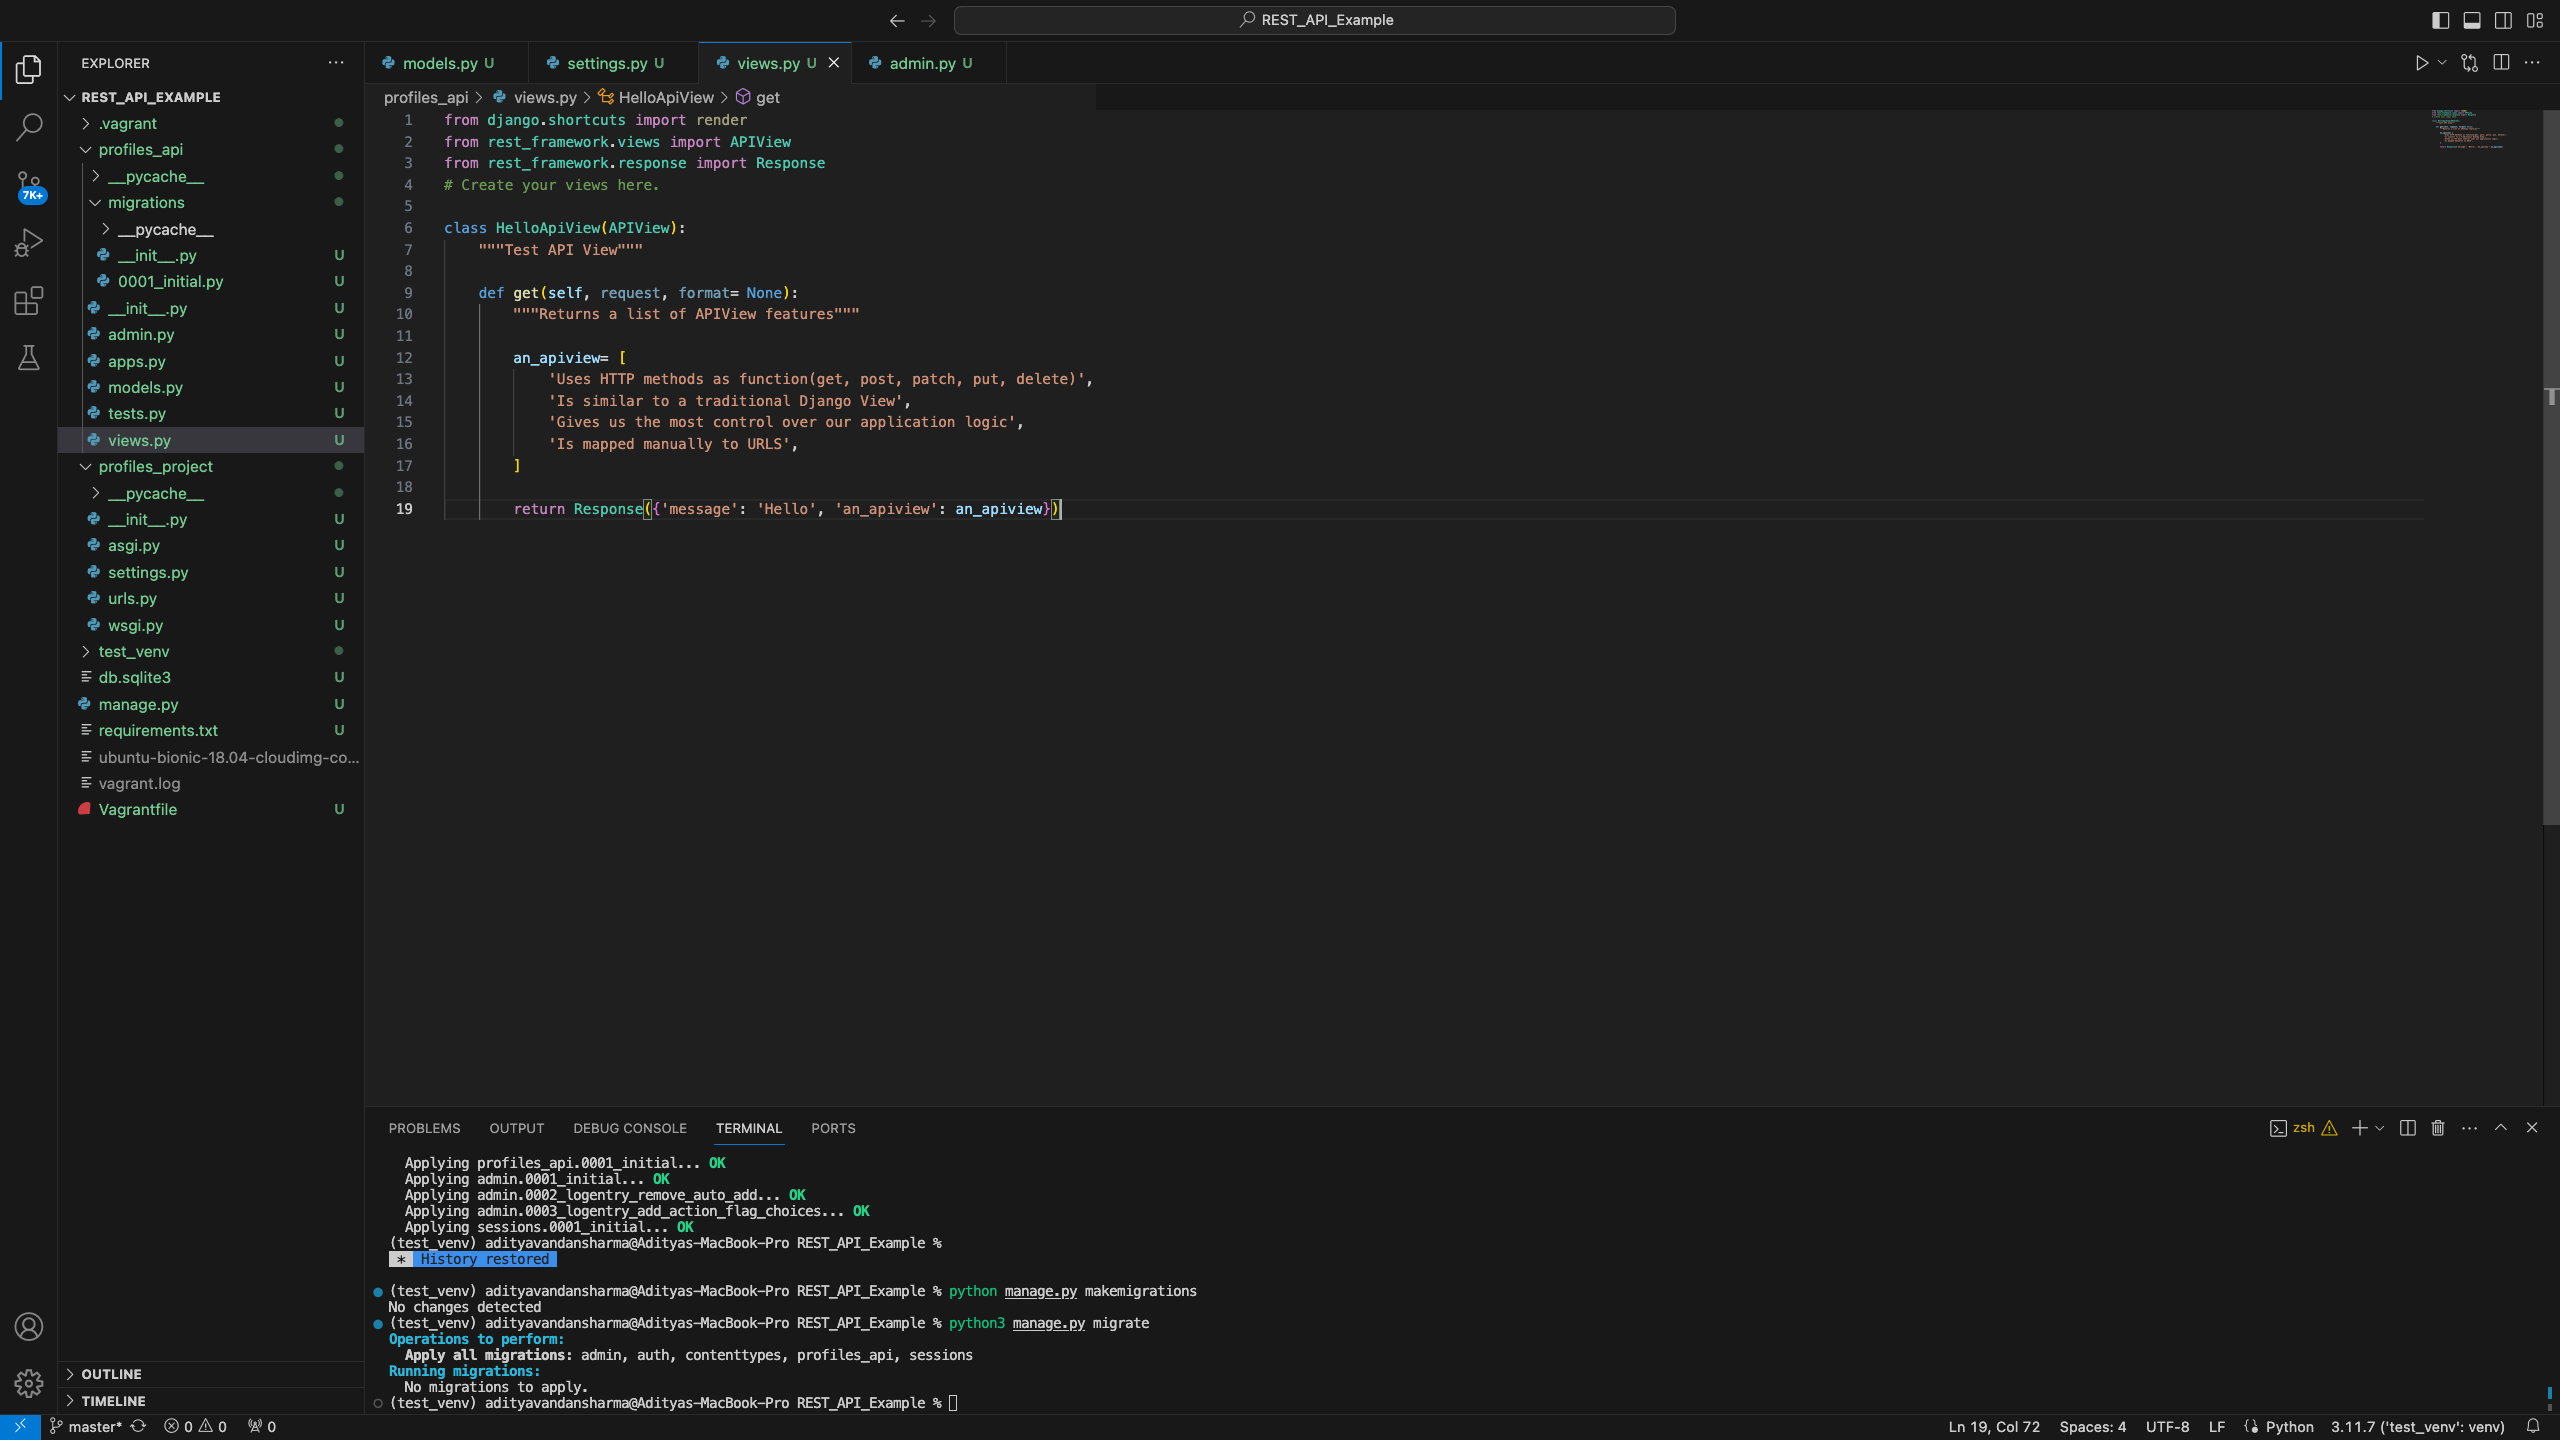 REST_API_Example
EXPLORER
REST_API_EXAMPLE
.vagrant
profiles_api
__pycache__
migrations
__pycache__
__init__.py U
0001_initial.py U
__init__.py U
admin.py U
apps.py U
models.py U
tests.py U
views.py U
profiles_project
__pycache__
__init__.py U
asgi.py U
settings.py U
urls.py U
wsgi.py U
test_venv
db.sqlite3 U
manage.py U
requirements.txt U
ubuntu-bionic-18.04-cloudimg-co...
vagrant.log
Vagrantfile U
OUTLINE
TIMELINE
7K+
models.py U settings.py U views.py U admin.py U
profiles_api > views.py > HelloApiView > get
1 from django.shortcuts import render
2 from rest_framework.views import APIView
3 from rest_framework.response import Response
4 # Create your views here.
5
6 class HelloApiView(APIView):
7 """Test API View"""
8
9 def get(self, request, format= None):
10 """Returns a list of APIView features"""
11
12 an_apiview= [
13 'Uses HTTP methods as function(get, post, patch, put, delete)',
14 'Is similar to a traditional Django View',
15 'Gives us the most control over our application logic',
16 'Is mapped manually to URLS',
17 ]
18
19 return Response({'message': 'Hello', 'an_apiview': an_apiview})
PROBLEMS OUTPUT DEBUG CONSOLE TERMINAL PORTS
zsh
Applying profiles_api.0001_initial... OK
Applying admin.0001_initial... OK
Applying admin.0002_logentry_remove_auto_add... OK
Applying admin.0003_logentry_add_action_flag_choices... OK
Applying sessions.0001_initial... OK
(test_venv) adityavandansharma@Adityas-MacBook-Pro REST_API_Example %
* History restored
(test_venv) adityavandansharma@Adityas-MacBook-Pro REST_API_Example % python manage.py makemigrations
No changes detected
(test_venv) adityavandansharma@Adityas-MacBook-Pro REST_API_Example % python3 manage.py migrate
Operations to perform:
Apply all migrations: admin, auth, contenttypes, profiles_api, sessions
Running migrations:
No migrations to apply.
(test_venv) adityavandansharma@Adityas-MacBook-Pro REST_API_Example %
master* 0 0 0
Ln 19, Col 72 Spaces: 4 UTF-8 LF Python 3.11.7 ('test_venv': venv)